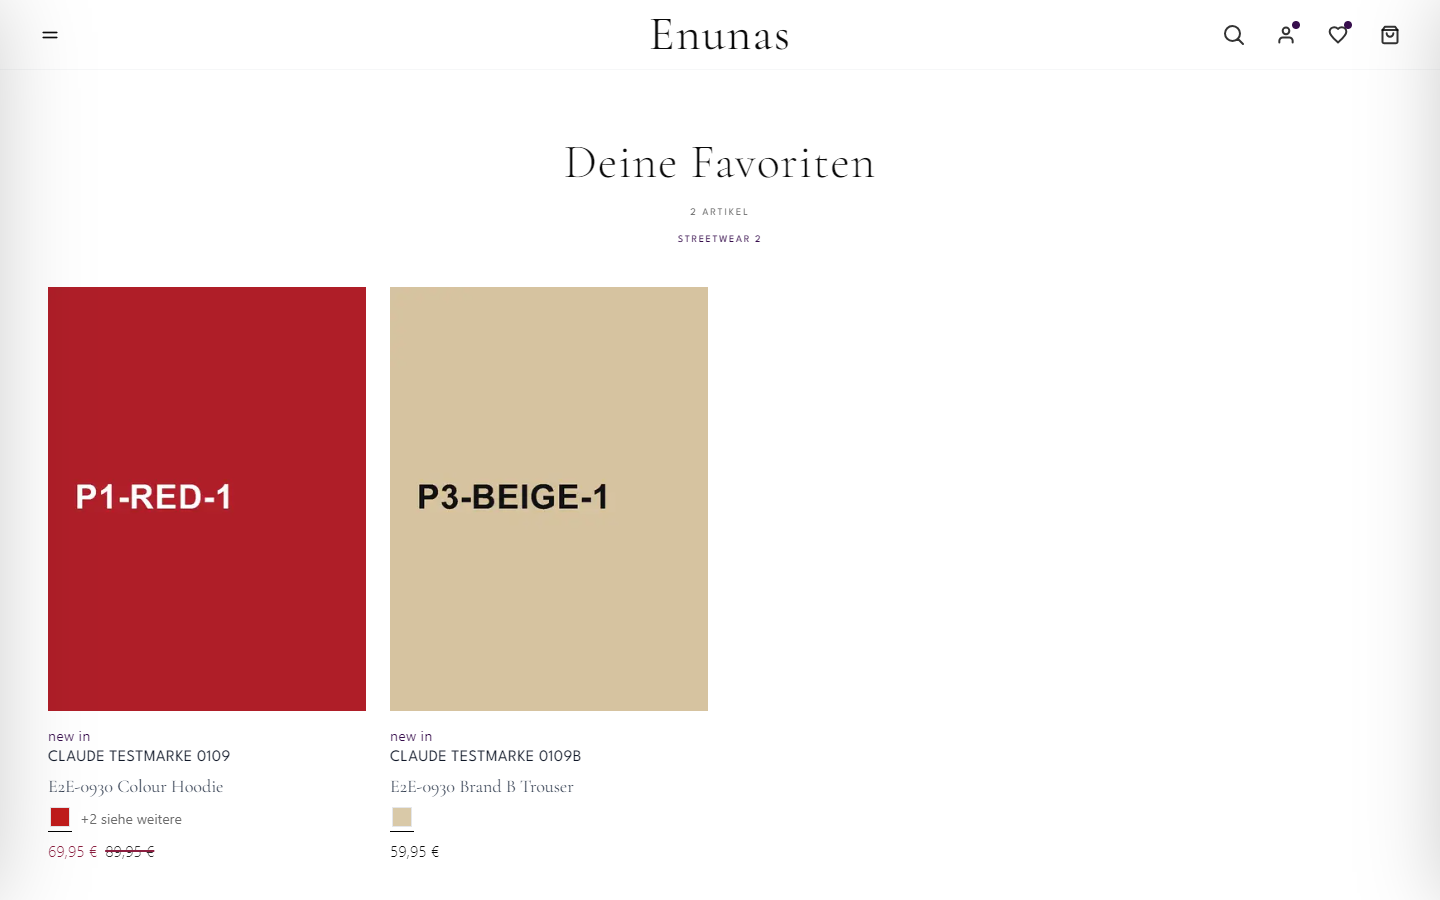 Enunas
Deine Favoriten
2 ARTIKEL
STREETWEAR 2
P1-RED-1
P3-BEIGE-1
new in
CLAUDE TESTMARKE 0109
E2E-0930 Colour Hoodie
+2 siehe weitere
69,95 € 89,95 €
new in
CLAUDE TESTMARKE 0109B
E2E-0930 Brand B Trouser
59,95 €